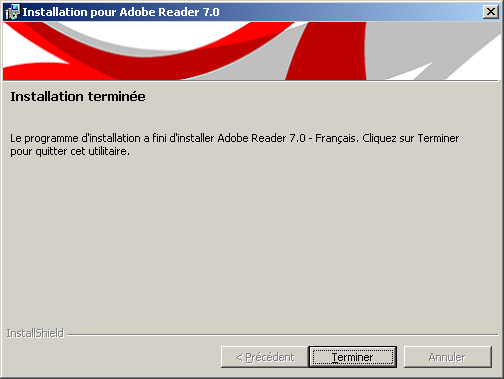 Installation pour Adobe Reader 7.0
Installation terminée
Le programme d'installation a fini d'installer Adobe Reader 7.0 - Français. Cliquez sur Terminer
pour quitter cet utilitaire.
InstallShield
< Précédent Terminer Annuler